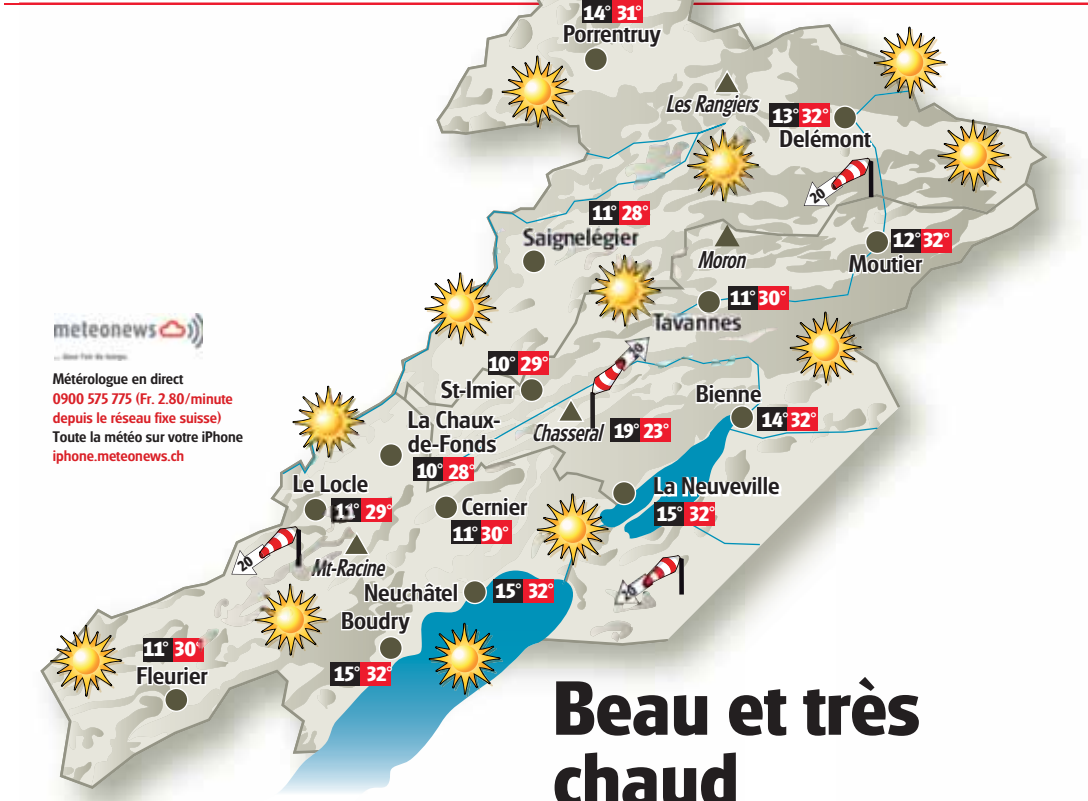 14° 31°
Porrentruy
Les Rangiers
13° 32°
Delémont
20
11° 28°
Saignelégier
Moron
12° 32°
Moutier
11° 30°
Tavannes
meteonews
Météorologue en direct
0900 575 775 (Fr. 2.80/minute
depuis le réseau fixe suisse)
Toute la météo sur votre iPhone
iphone.meteonews.ch
10° 29°
St-Imier
20
Chasseral 19° 23°
Bienne
14° 32°
La Chaux-
de-Fonds
10° 28°
Le Locle
11° 29°
Cernier
11° 30°
La Neuveville
15° 32°
20
Mt-Racine
20
Neuchâtel 15° 32°
Boudry
15° 32°
11° 30°
Fleurier
Beau et très
chaud